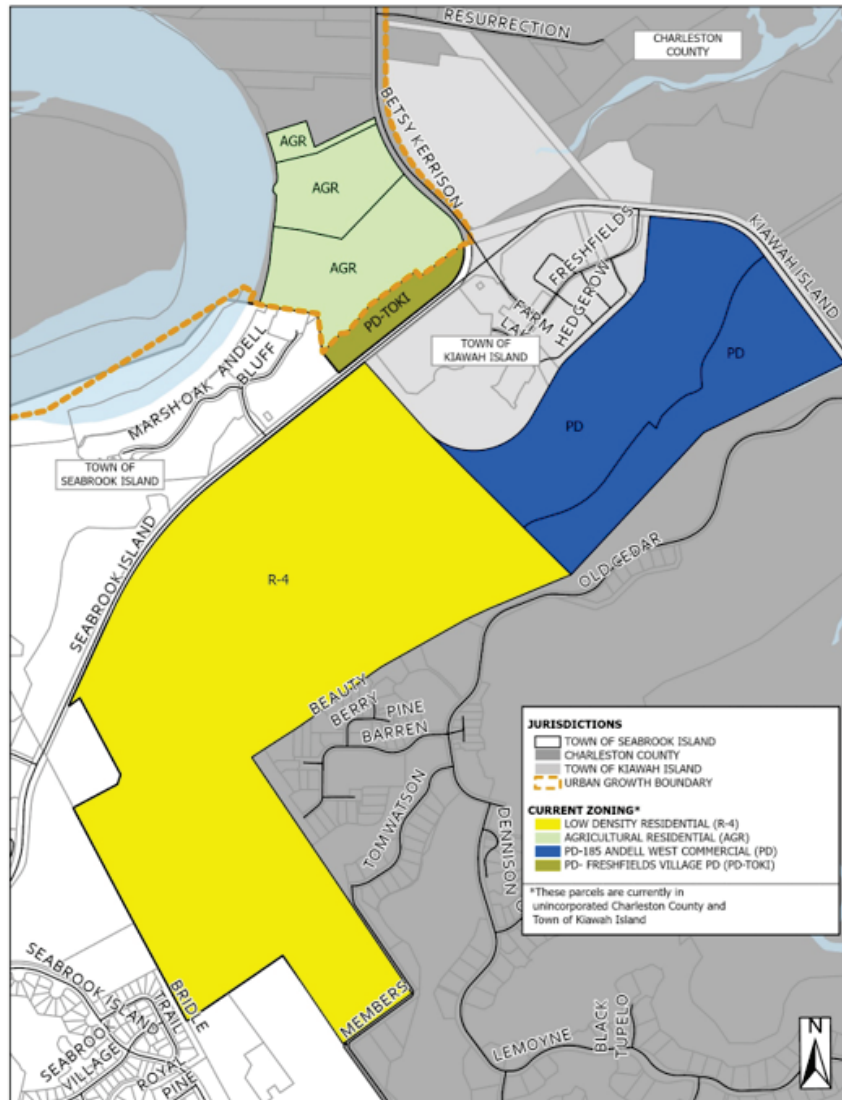 RESURRECTION
CHARLESTON
COUNTY
BETSY KERRISON
AGR
AGR
AGR
FRESHFIELDS
KIAWAH ISLAND
HEDGEROW
FARM
PD-TOKI
TOWN OF
KIAWAH ISLAND
PD
PD
MARSH OAK
ANDELL
BLUFF
TOWN OF
SEABROOK ISLAND
SEABROOK ISLAND
R-4
OLD CEDAR
BEAUTY
BERRY
PINE
BARREN
TOM WATSON
DENNISON
JURISDICTIONS
TOWN OF SEABROOK ISLAND
CHARLESTON COUNTY
TOWN OF KIAWAH ISLAND
URBAN GROWTH BOUNDARY
CURRENT ZONING*
LOW DENSITY RESIDENTIAL (R-4)
AGRICULTURAL RESIDENTIAL (AGR)
PD-185 ANDELL WEST COMMERCIAL (PD)
PD- FRESHFIELDS VILLAGE PD (PD-TOKI)
*These parcels are currently in
unincorporated Charleston County and
Town of Kiawah Island
SEABROOK ISLAND
BRIDLE
TRAIL
SEABROOK
VILLAGE
ROYAL
PINE
MEMBERS
LEMOYNE
BLACK
TUPELO
N